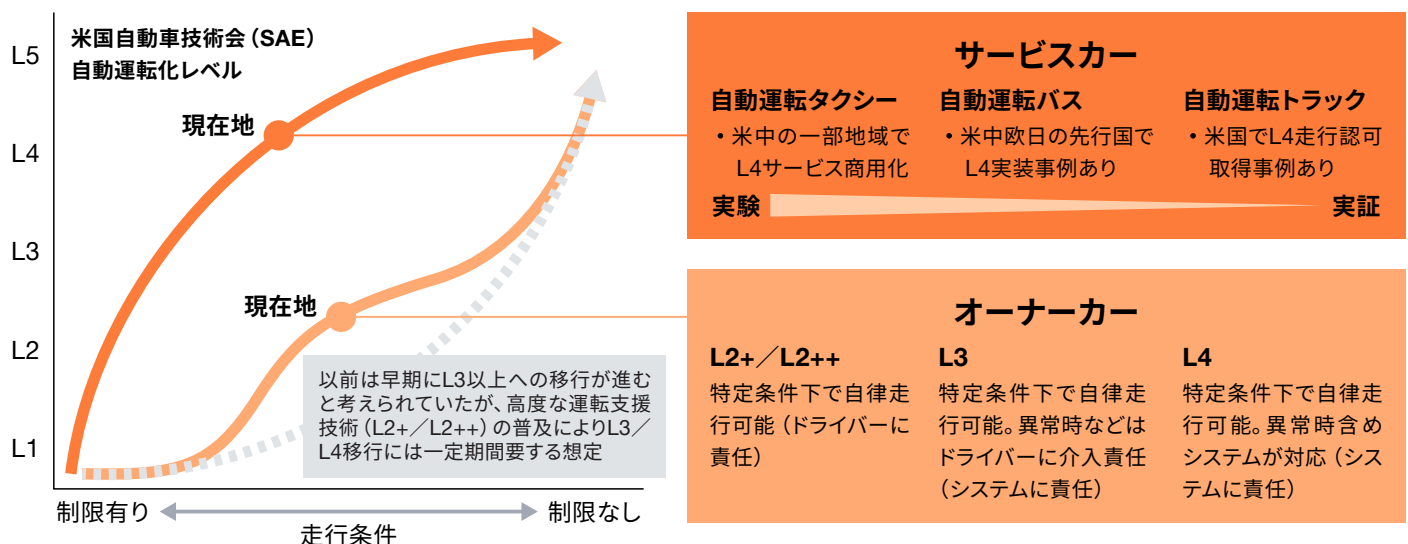 米国自動車技術会（SAE）
自動運転化レベル
L5
L4
L3
L2
L1
現在地
現在地
以前は早期にL3以上への移行が進む
と考えられていたが、高度な運転支援
技術（L2+／L2++）の普及によりL3／
L4移行には一定期間要する想定
制限有り
制限なし
走行条件
サービスカー
自動運転タクシー
・米中の一部地域で
L4サービス商用化
自動運転バス
・米中欧日の先行国で
L4実装事例あり
自動運転トラック
・米国でL4走行認可
取得事例あり
実験
実証
オーナーカー
L2+／L2++
特定条件下で自律走
行可能（ドライバーに
責任）
L3
特定条件下で自律走
行可能。異常時などは
ドライバーに介入責任
（システムに責任）
L4
特定条件下で自律走
行可能。異常時含め
システムが対応（シス
テムに責任）